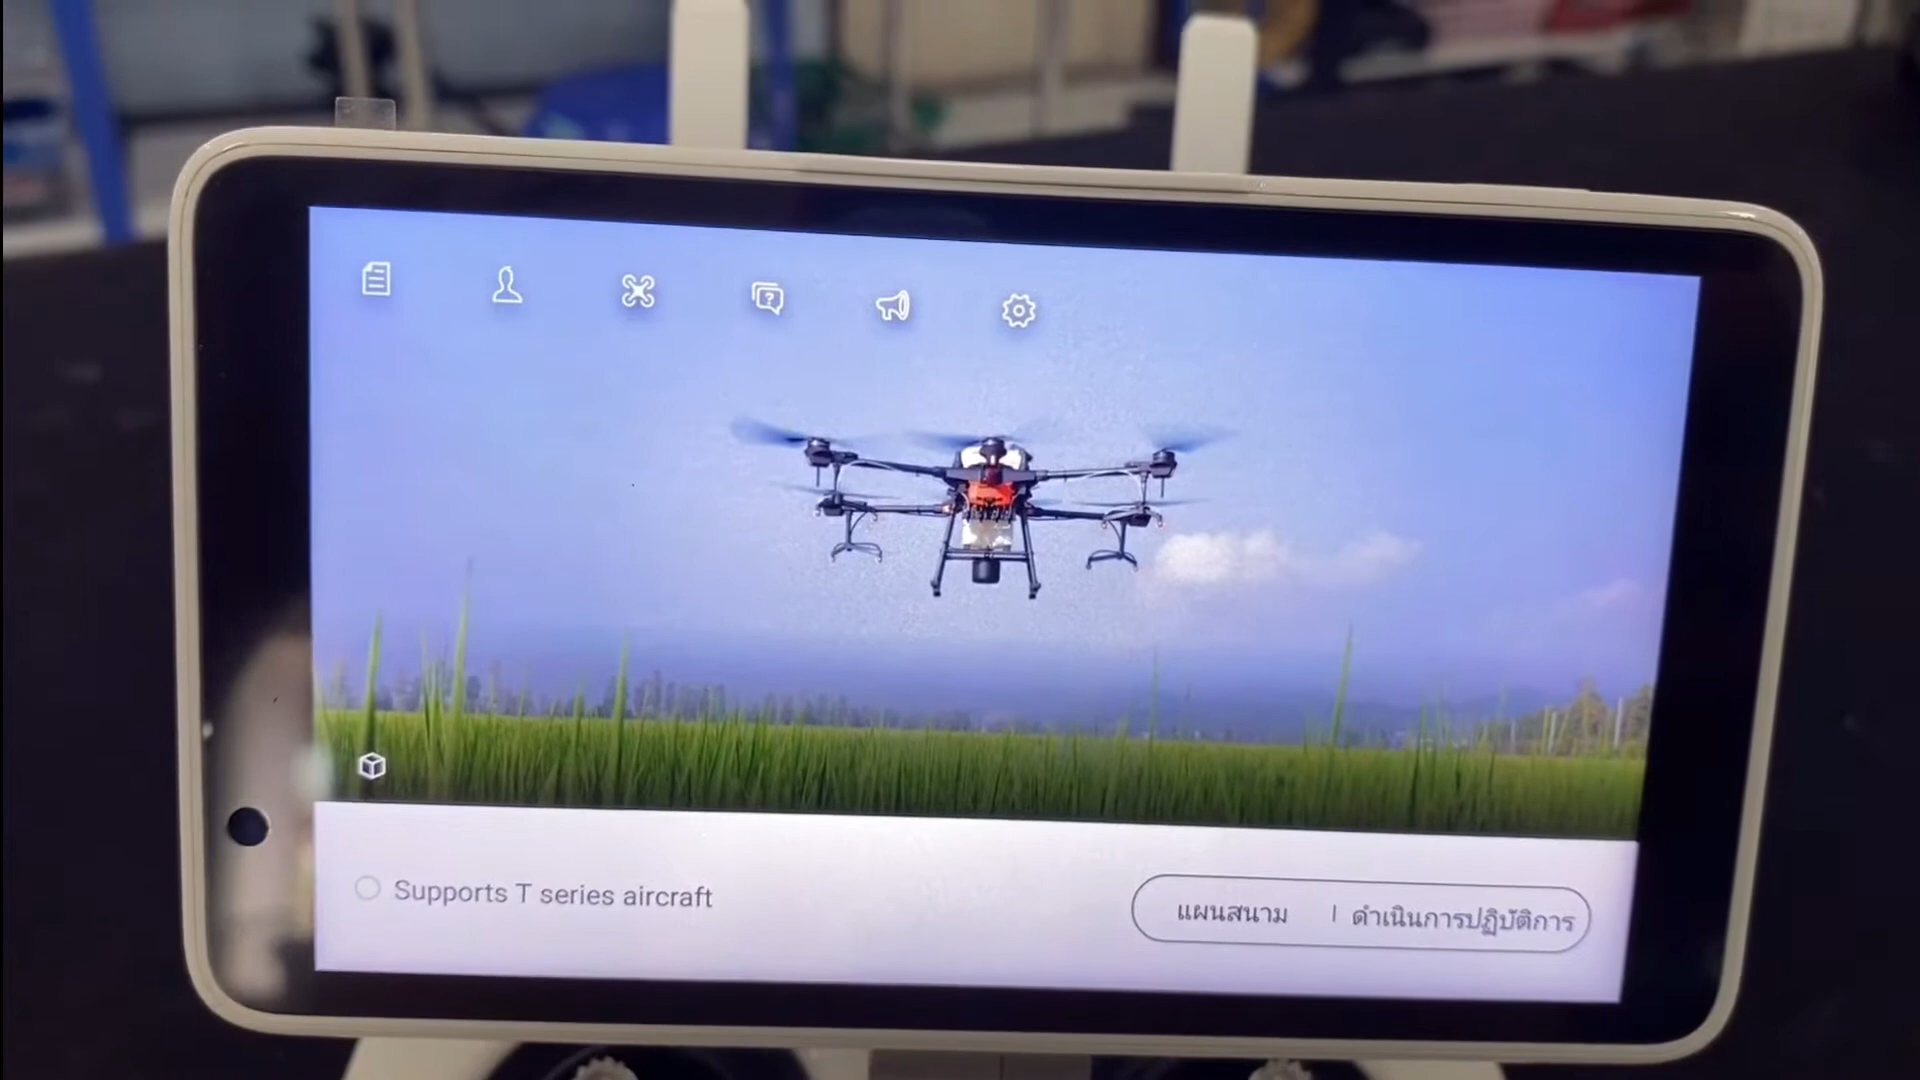 Supports T series aircraft
แผนสนาม | ดำเนินการปฏิบัติการ